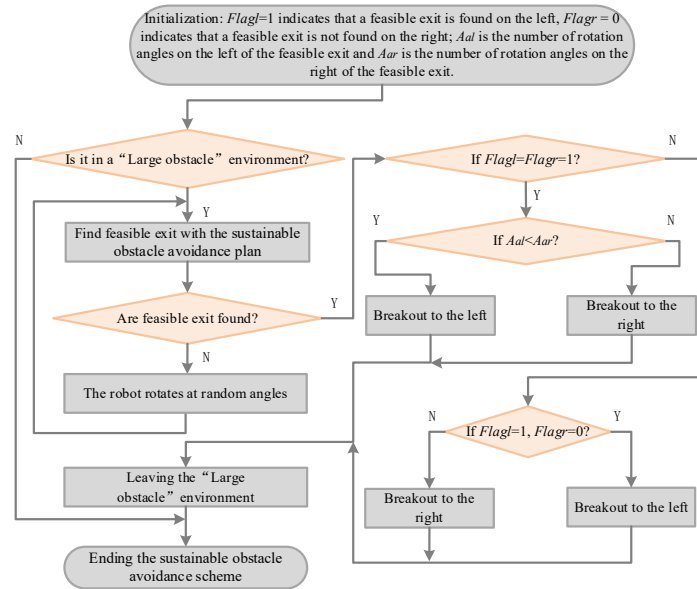 Initialization: Flagl=1 indicates that a feasible exit is found on the left, Flagr = 0
indicates that a feasible exit is not found on the right; Aal is the number of rotation
angles on the left of the feasible exit and Aar is the number of rotation angles on the
right of the feasible exit.
N
Is it in a “Large obstacle” environment?
Y
Find feasible exit with the sustainable
obstacle avoidance plan
Are feasible exit found?
Y
N
The robot rotates at random angles
Leaving the “Large
obstacle” environment
Ending the sustainable obstacle
avoidance scheme
If Flagl=Flagr=1?
N
Y
If Aal<Aar?
Y
N
Breakout to the left
Breakout to the
right
If Flagl=1, Flagr=0?
N
Y
Breakout to the
right
Breakout to the left